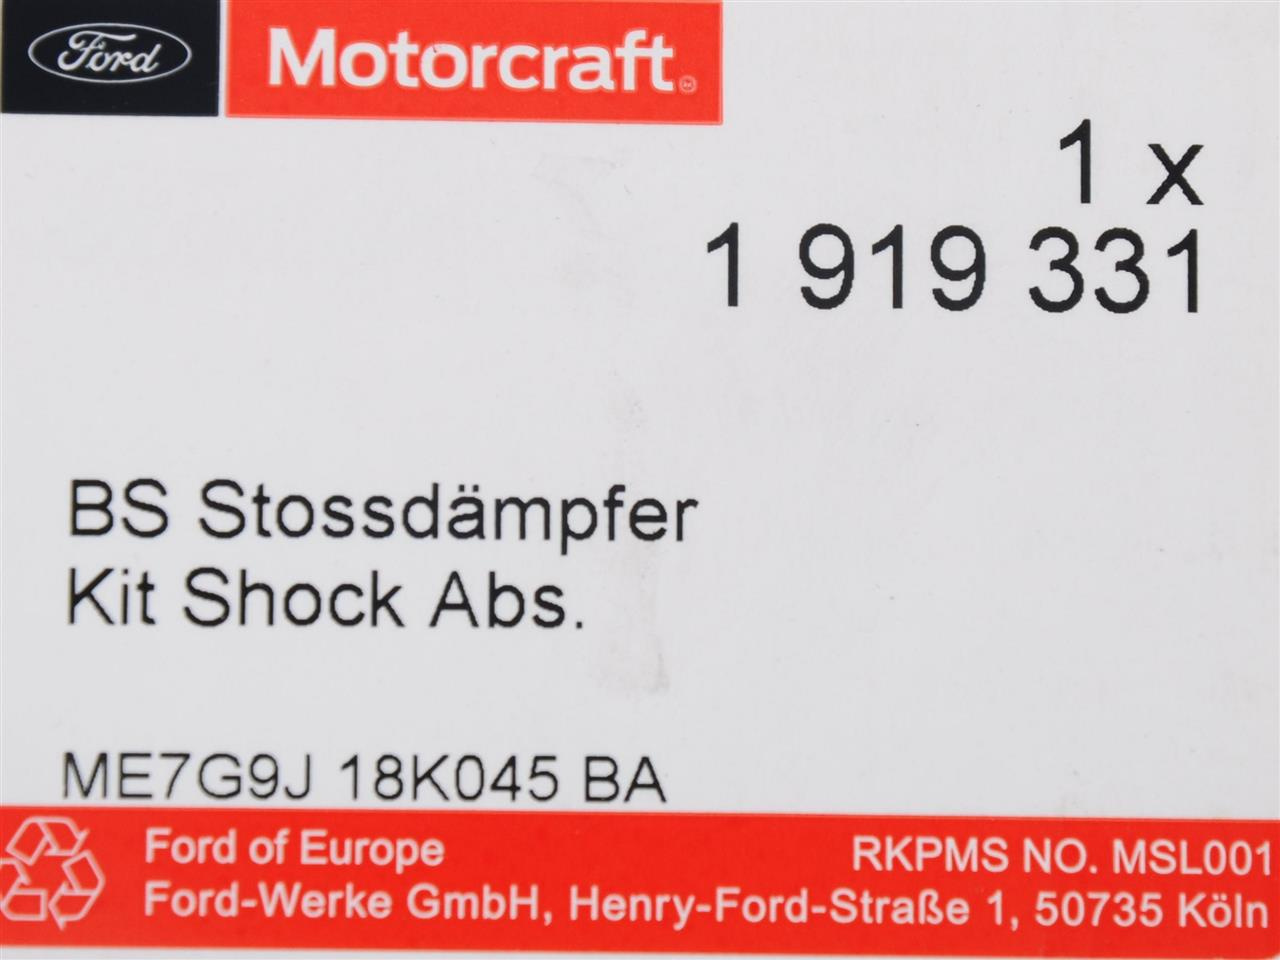 Ford Motorcraft
1 x
1 919 331
BS Stossdämpfer
Kit Shock Abs.
ME7G9J 18K045 BA
Ford of Europe
RKPMS NO. MSL001
Ford-Werke GmbH, Henry-Ford-Straße 1, 50735 Köln